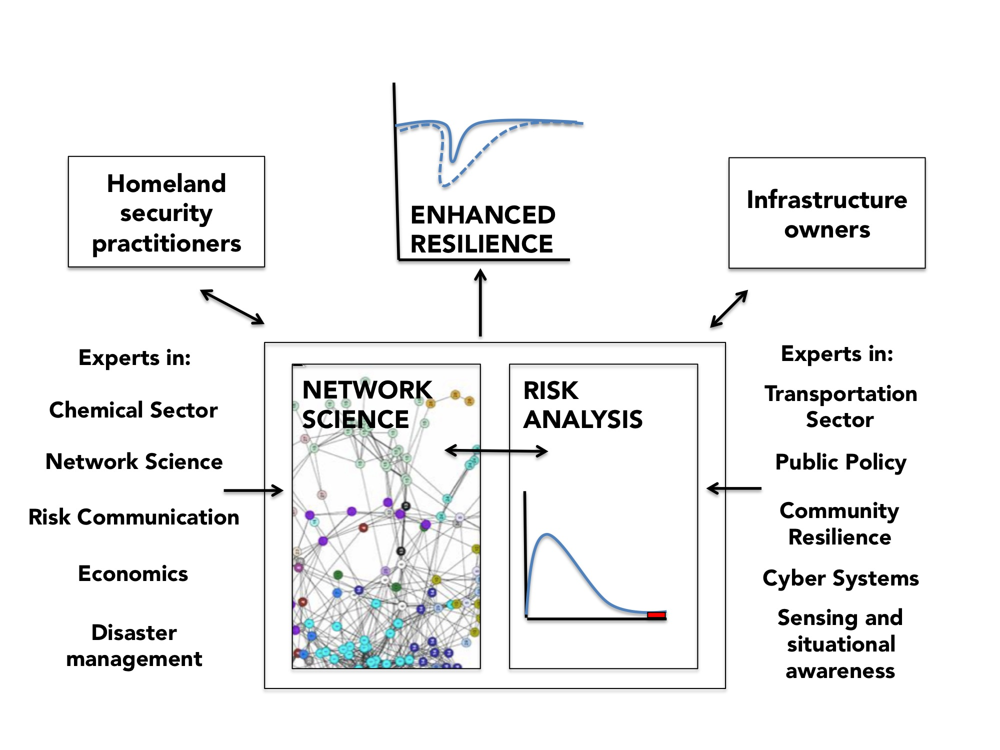 ENHANCED
RESILIENCE
Homeland
security
practitioners
Infrastructure
owners
Experts in:
Chemical Sector
Network Science
Risk Communication
Economics
Disaster
management
NETWORK
SCIENCE
RISK
ANALYSIS
Experts in:
Transportation
Sector
Public Policy
Community
Resilience
Cyber Systems
Sensing and
situational
awareness